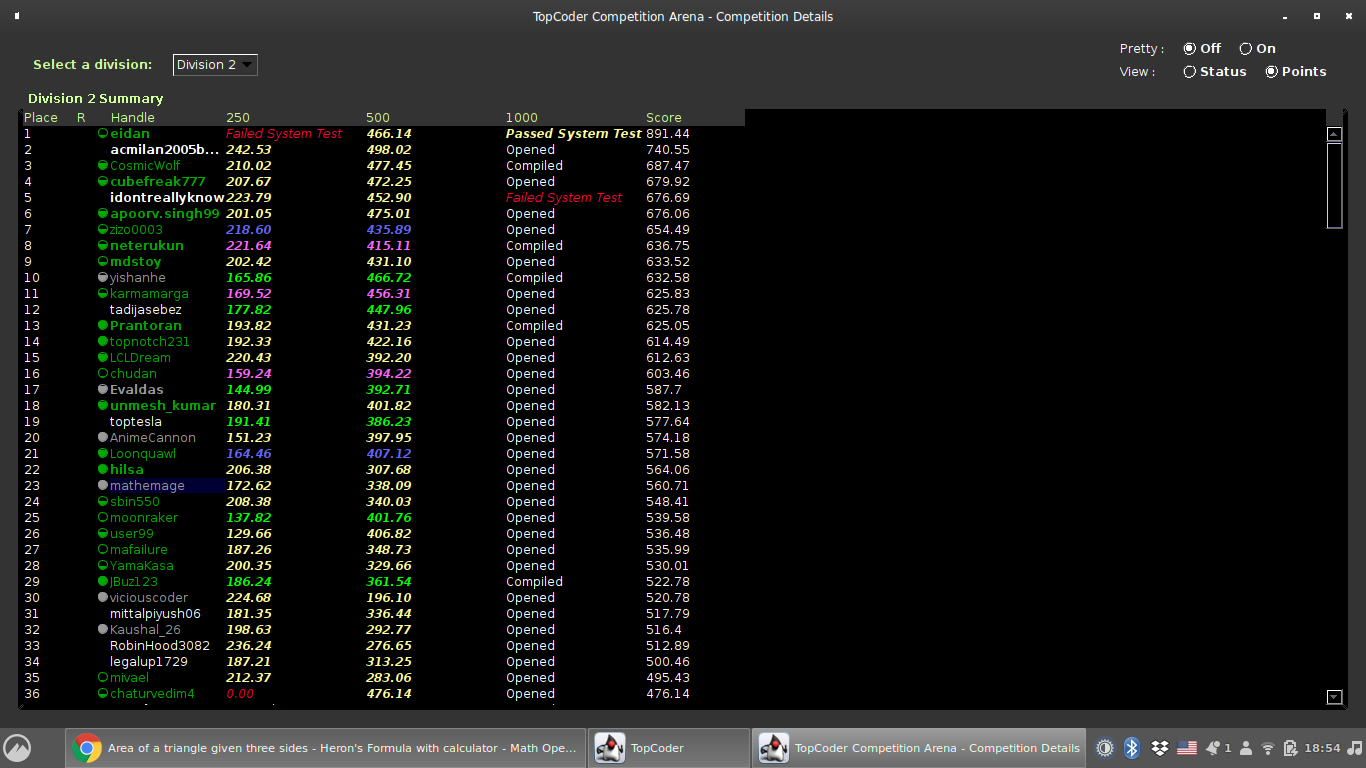 TopCoder Competition Arena - Competition Details
Pretty : Off On
Select a division: Division 2
View : Status Points
Division 2 Summary
Place R Handle 250 500 1000 Score
1 eidan Failed System Test 466.14 Passed System Test 891.44
2 acmilan2005b... 242.53 498.02 Opened 740.55
3 CosmicWolf 210.02 477.45 Compiled 687.47
4 cubefreak777 207.67 472.25 Opened 679.92
5 idontreallyknow 223.79 452.90 Failed System Test 676.69
6 apoorv.singh99 201.05 475.01 Opened 676.06
7 zizo0003 218.60 435.89 Opened 654.49
8 neterukun 221.64 415.11 Compiled 636.75
9 mdstoy 202.42 431.10 Opened 633.52
10 yishanhe 165.86 466.72 Compiled 632.58
11 karmamarga 169.52 456.31 Opened 625.83
12 tadijasebez 177.82 447.96 Opened 625.78
13 Prantoran 193.82 431.23 Compiled 625.05
14 topnotch231 192.33 422.16 Opened 614.49
15 LCLDream 220.43 392.20 Opened 612.63
16 chudan 159.24 394.22 Opened 603.46
17 Evaldas 144.99 392.71 Opened 587.7
18 unmesh_kumar 180.31 401.82 Opened 582.13
19 toptesla 191.41 386.23 Opened 577.64
20 AnimeCannon 151.23 397.95 Opened 574.18
21 Loonquawl 164.46 407.12 Opened 571.58
22 hilsa 206.38 307.68 Opened 564.06
23 mathemage 172.62 338.09 Opened 560.71
24 sbin550 208.38 340.03 Opened 548.41
25 moonraker 137.82 401.76 Opened 539.58
26 user99 129.66 406.82 Opened 536.48
27 mafailure 187.26 348.73 Opened 535.99
28 YamaKasa 200.35 329.66 Opened 530.01
29 JBuz123 186.24 361.54 Compiled 522.78
30 viciouscoder 224.68 196.10 Opened 520.78
31 mittalpiyush06 181.35 336.44 Opened 517.79
32 Kaushal_26 198.63 292.77 Opened 516.4
33 RobinHood3082 236.24 276.65 Opened 512.89
34 legalup1729 187.21 313.25 Opened 500.46
35 mivael 212.37 283.06 Opened 495.43
36 chaturvedim4 0.00 476.14 Opened 476.14
Area of a triangle given three sides - Heron's Formula with calculator - Math Ope...
TopCoder
TopCoder Competition Arena - Competition Details
1
18:54